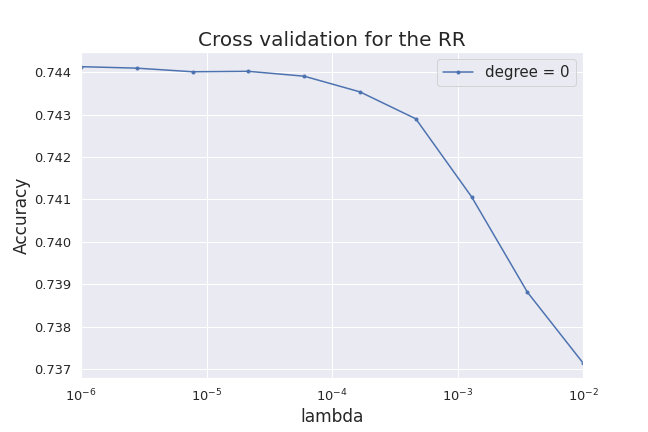 Cross validation for the RR
degree = 0
Accuracy
0.744
0.743
0.742
0.741
0.740
0.739
0.738
0.737
10⁻⁶ 10⁻⁵ 10⁻⁴ 10⁻³ 10⁻²
lambda